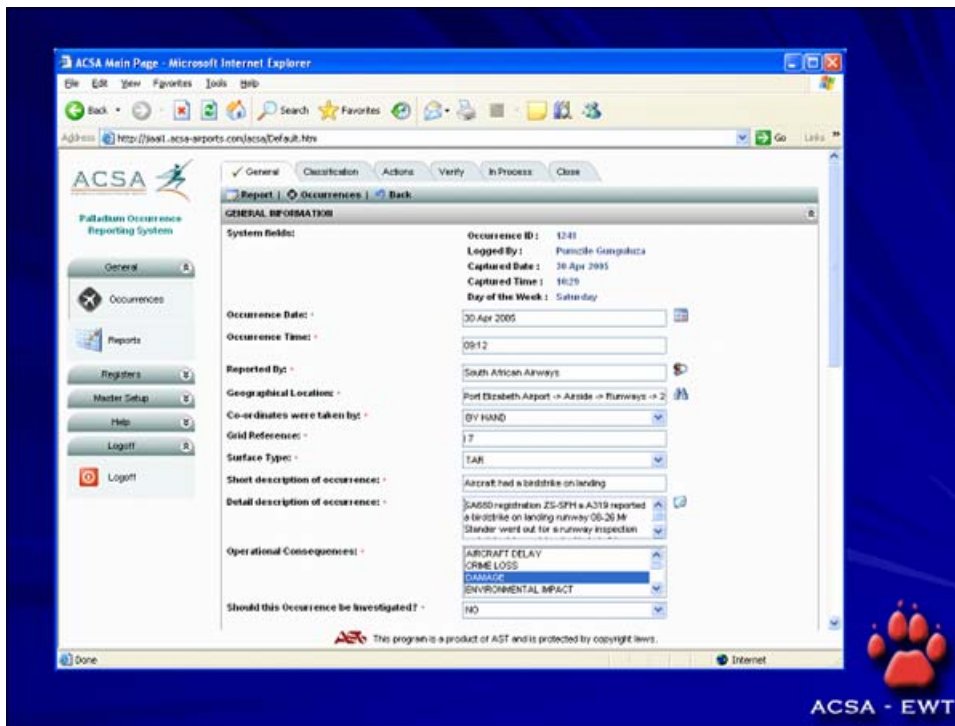 ACSA Main Page - Microsoft Internet Explorer
File Edit View Favorites Tools Help
Back Search Favorites
Address http://jiaa1.acsa-airports.com/acsa/Default.htm Go Links
ACSA
Palladium Occurrence
Reporting System
General
Occurrences
Reports
Registers
Master Setup
Help
Logoff
Logoff
General Classification Actions Verify In Process Close
Report | Occurrences | Back
GENERAL INFORMATION
System fields:
Occurrence ID : 1241
Logged By :
Captured Date : 30 Apr 2005
Captured Time : 10:29
Day of the Week : Saturday
Occurrence Date: * 30 Apr 2005
Occurrence Time: * 09:12
Reported By: * South African Airways
Geographical Location: * Port Elizabeth Airport -> Airside -> Runways -> 2
Co-ordinates were taken by: * BY HAND
Grid Reference: * I 7
Surface Type: * TAR
Short description of occurrence: * Aircraft had a birdstrike on landing
Detail description of occurrence: * registration ZS-SFH a A319 reported
a birdstrike on landing runway 08-26.Mr
Stander went out for a runway inspection
Operational Consequences: * AIRCRAFT DELAY
CRIME LOSS
DAMAGE
ENVIRONMENTAL IMPACT
Should this Occurrence be Investigated? * NO
AST This program is a product of AST and is protected by copyright laws.
Done Internet
ACSA - EWT